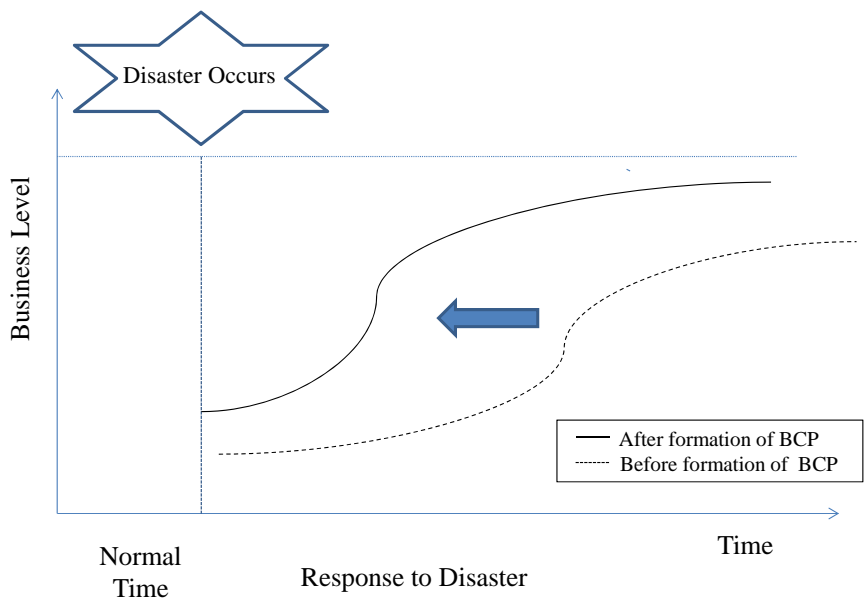 Disaster Occurs
Business Level
After formation of BCP
Before formation of BCP
Normal
Time
Response to Disaster
Time